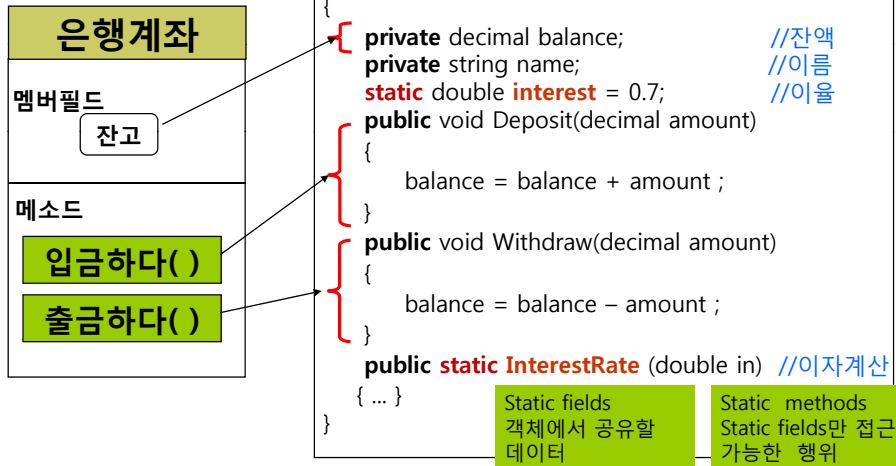 은행계좌
멤버필드
잔고
메소드
입금하다( )
출금하다( )
{
private decimal balance; //잔액
private string name; //이름
static double interest = 0.7; //이율
public void Deposit(decimal amount)
{
balance = balance + amount ;
}
public void Withdraw(decimal amount)
{
balance = balance – amount ;
}
public static InterestRate (double in) //이자계산
{ ... }
}
Static fields
객체에서 공유할
데이터
Static methods
Static fields만 접근
가능한 행위